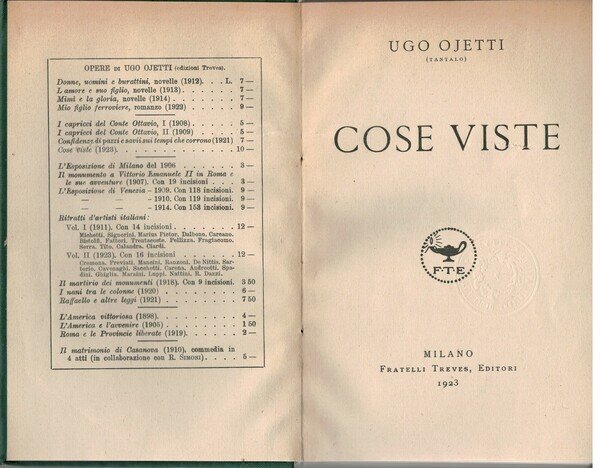 OPERE DI UGO OJETTI (edizioni Treves).
Donne, uomini e burattini, novelle (1912). . . L. 7 —
L'amore e suo figlio, novelle (1913). . . . . . 7 —
Mimì e la gloria, novelle (1914) . . . . . . . 7 —
Mio figlio ferroviere, romanzo (1922) . . . . . 9 —
I capricci del Conte Ottavio, I (1908) . . . . . 5 —
I capricci del Conte Ottavio, II (1909) . . . . . 5 —
Confidenze di pazzi e savi sui tempi che corrono (1921) 7 —
Cose viste (1923). . . . . . . . . . . 10 —
L'Esposizione di Milano del 1906 . . . . . . 3 —
Il monumento a Vittorio Emanuele II in Roma e
le sue avventure (1907). Con 19 incisioni . . . 3 —
L'Esposizione di Venezia - 1909. Con 118 incisioni. 9 —
— — - 1910. Con 119 incisioni. 9 —
— — - 1914. Con 153 incisioni. 9 —
Ritratti d'artisti italiani:
Vol. I (1911). Con 14 incisioni . . . . . . . 12 —
Michetti, Signorini, Marius Pictor, Dalbono, Carcano,
Bistolfi, Fattori, Trentacoste, Pellizza, Fragiacomo,
Serra, Tito, Calandra, Ciardi.
Vol. II (1923). Con 16 incisioni . . . . . . . 12 —
Cremona, Previati, Mancini, Ranzoni, De Nittis, Sar-
torio, Cavenaghi, Sacchetti, Carena, Andreotti, Spa-
dini, Ghiglia, Maraini, Luppi, Nattini, R. Dazzi.
Il martirio dei monumenti (1918). Con 9 incisioni. 3 50
I nani tra le colonne (1920) . . . . . . . . 6 —
Raffaello e altre leggi (1921) . . . . . . . 7 50
L'America vittoriosa (1898). . . . . . . . 4 —
L'America e l'avvenire (1905) . . . . . . . 1 50
Roma e le Provincie liberate (1919). . . . . . 2 —
Il matrimonio di Casanova (1910), commedia in
4 atti (in collaborazione con R. SIMONI) . . . . 5 —
UGO OJETTI
(TANTALO)
COSE VISTE
F·T·E
MILANO
FRATELLI TREVES, EDITORI
1923